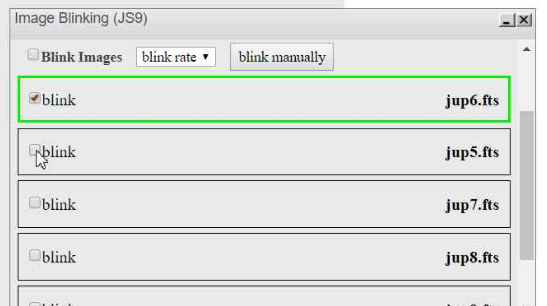 Image Blinking (JS9)
Blink Images blink rate blink manually
blink jup6.fts
blink jup5.fts
blink jup7.fts
blink jup8.fts